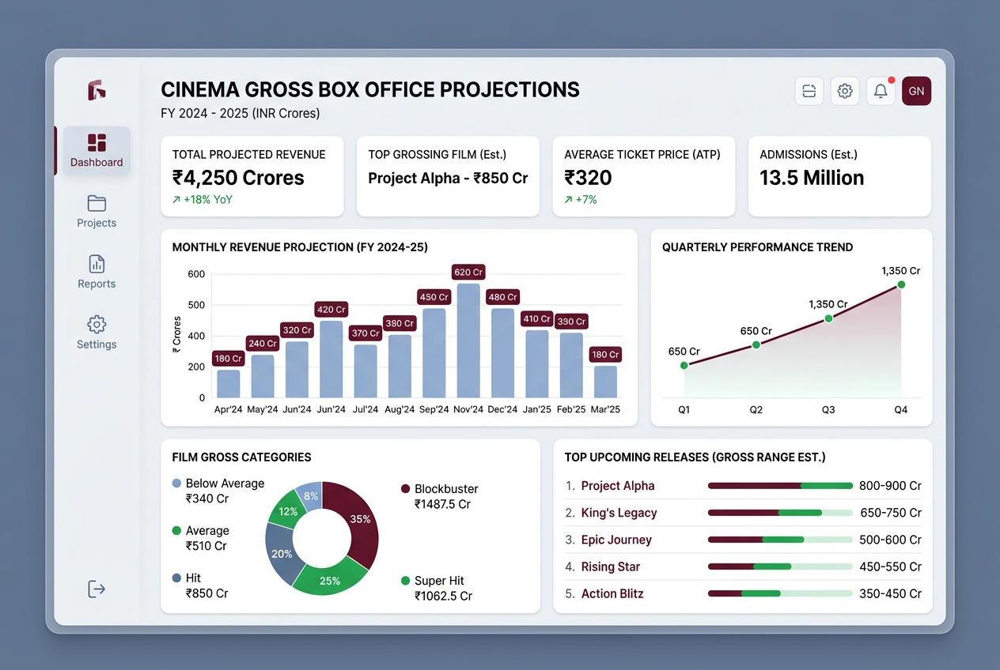 CINEMA GROSS BOX OFFICE PROJECTIONS
FY 2024 - 2025 (INR Crores)
GN
Dashboard
Projects
Reports
Settings
TOTAL PROJECTED REVENUE
₹4,250 Crores
↗ +18% YoY
TOP GROSSING FILM (Est.)
Project Alpha - ₹850 Cr
AVERAGE TICKET PRICE (ATP)
₹320
↗ +7%
ADMISSIONS (Est.)
13.5 Million
MONTHLY REVENUE PROJECTION (FY 2024-25)
₹ Crores
600
500
400
200
0
180 Cr
240 Cr
320 Cr
420 Cr
370 Cr
380 Cr
450 Cr
620 Cr
480 Cr
410 Cr
330 Cr
180 Cr
Apr'24 May'24 Jun'24 Jun'24 Jul'24 Aug'24 Sep'24 Nov'24 Dec'24 Jan'25 Feb'25 Mar'25
QUARTERLY PERFORMANCE TREND
650 Cr
650 Cr
1,350 Cr
1,350 Cr
Q1 Q2 Q3 Q4
FILM GROSS CATEGORIES
Below Average
₹340 Cr
Average
₹510 Cr
Hit
₹850 Cr
8%
12%
20%
25%
35%
Blockbuster
₹1487.5 Cr
Super Hit
₹1062.5 Cr
TOP UPCOMING RELEASES (GROSS RANGE EST.)
1. Project Alpha 800-900 Cr
2. King's Legacy 650-750 Cr
3. Epic Journey 500-600 Cr
4. Rising Star 450-550 Cr
5. Action Blitz 350-450 Cr